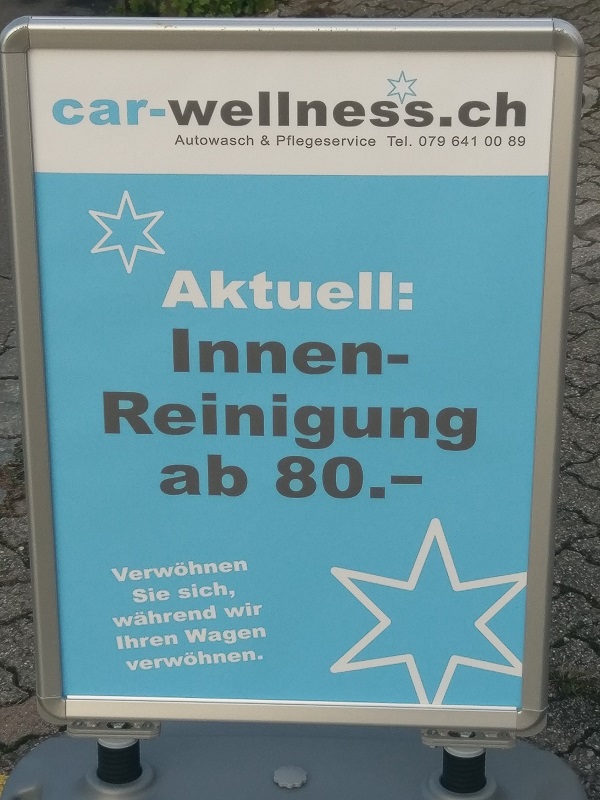 car-wellness.ch
Autowasch & Pflegeservice Tel. 079 641 00 89
Aktuell:
Innen-
Reinigung
ab 80.–
Verwöhnen
Sie sich,
während wir
Ihren Wagen
verwöhnen.